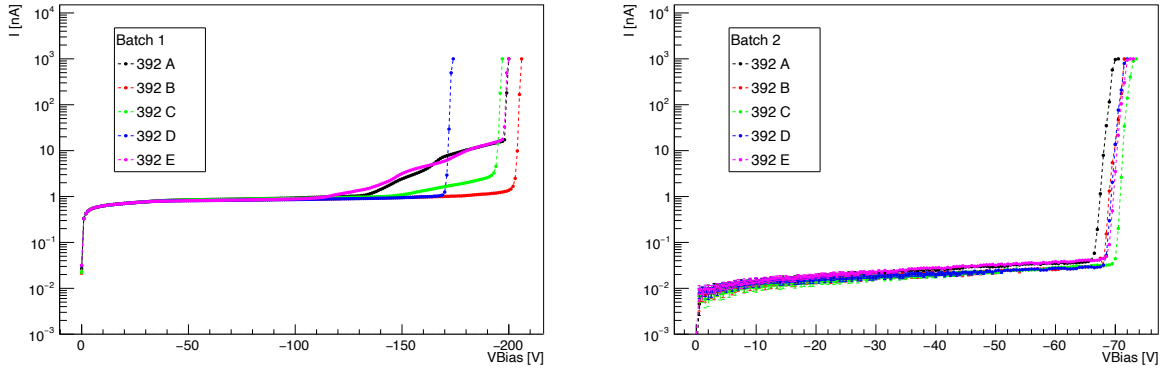 I [nA]
10⁴
10³
10²
10
1
10⁻¹
10⁻²
10⁻³
Batch 1
392 A
392 B
392 C
392 D
392 E
0 −50 −100 −150 −200
VBias [V]
I [nA]
10⁴
10³
10²
10
1
10⁻¹
10⁻²
10⁻³
Batch 2
392 A
392 B
392 C
392 D
392 E
0 −10 −20 −30 −40 −50 −60 −70
VBias [V]